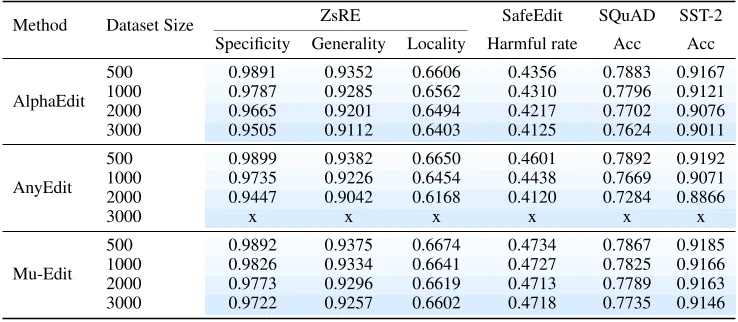 Method Dataset Size ZsRE SafeEdit SQuAD SST-2
Specificity Generality Locality Harmful rate Acc Acc
AlphaEdit
500 0.9891 0.9352 0.6606 0.4356 0.7883 0.9167
1000 0.9787 0.9285 0.6562 0.4310 0.7796 0.9121
2000 0.9665 0.9201 0.6494 0.4217 0.7702 0.9076
3000 0.9505 0.9112 0.6403 0.4125 0.7624 0.9011
AnyEdit
500 0.9899 0.9382 0.6650 0.4601 0.7892 0.9192
1000 0.9735 0.9226 0.6454 0.4438 0.7669 0.9071
2000 0.9447 0.9042 0.6168 0.4120 0.7284 0.8866
3000 x x x x x x
Mu-Edit
500 0.9892 0.9375 0.6674 0.4734 0.7867 0.9185
1000 0.9826 0.9334 0.6641 0.4727 0.7825 0.9166
2000 0.9773 0.9296 0.6619 0.4713 0.7789 0.9163
3000 0.9722 0.9257 0.6602 0.4718 0.7735 0.9146